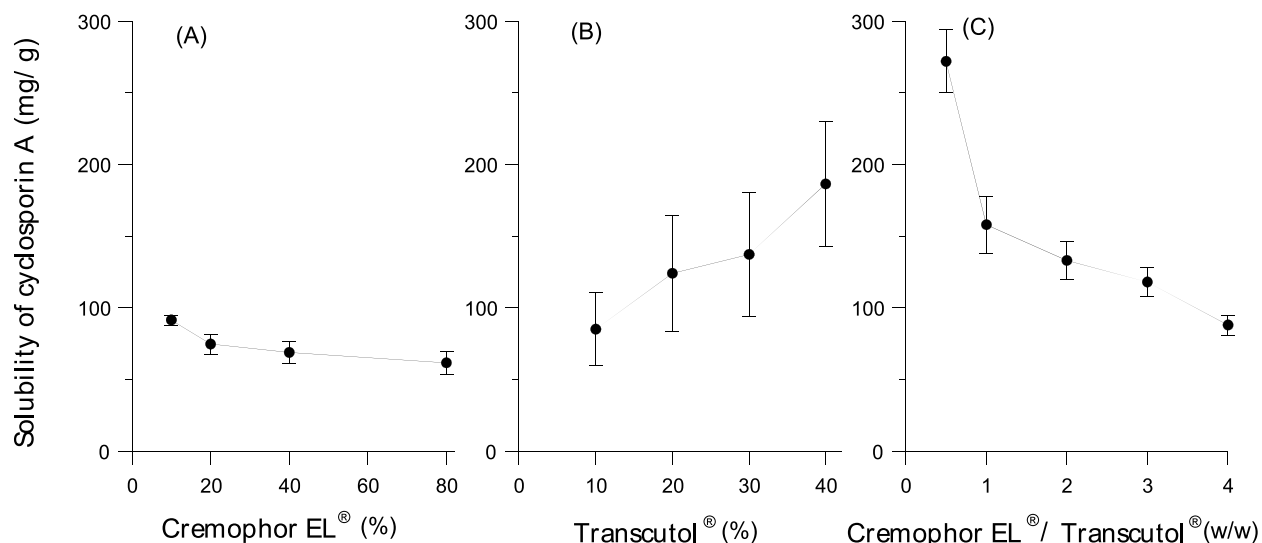 Solubility of cyclosporin A (mg/ g)
(A)
300
200
100
0
0 20 40 60 80
Cremophor EL® (%)
(B)
300
200
100
0
0 10 20 30 40
Transcutol® (%)
(C)
300
200
100
0
0 1 2 3 4
Cremophor EL®/ Transcutol®(w/w)